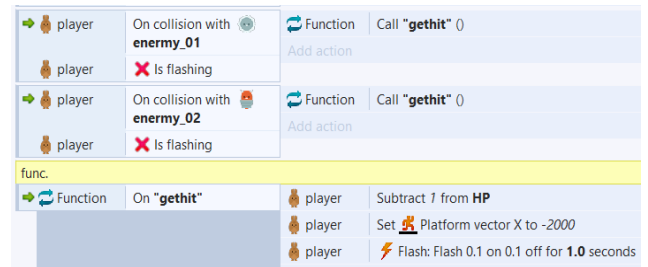 player On collision with enermy_01 Function Call "gethit" ()
Add action
player Is flashing
player On collision with enermy_02 Function Call "gethit" ()
Add action
player Is flashing
func.
Function On "gethit" player Subtract 1 from HP
player Set Platform vector X to -2000
player Flash: Flash 0.1 on 0.1 off for 1.0 seconds